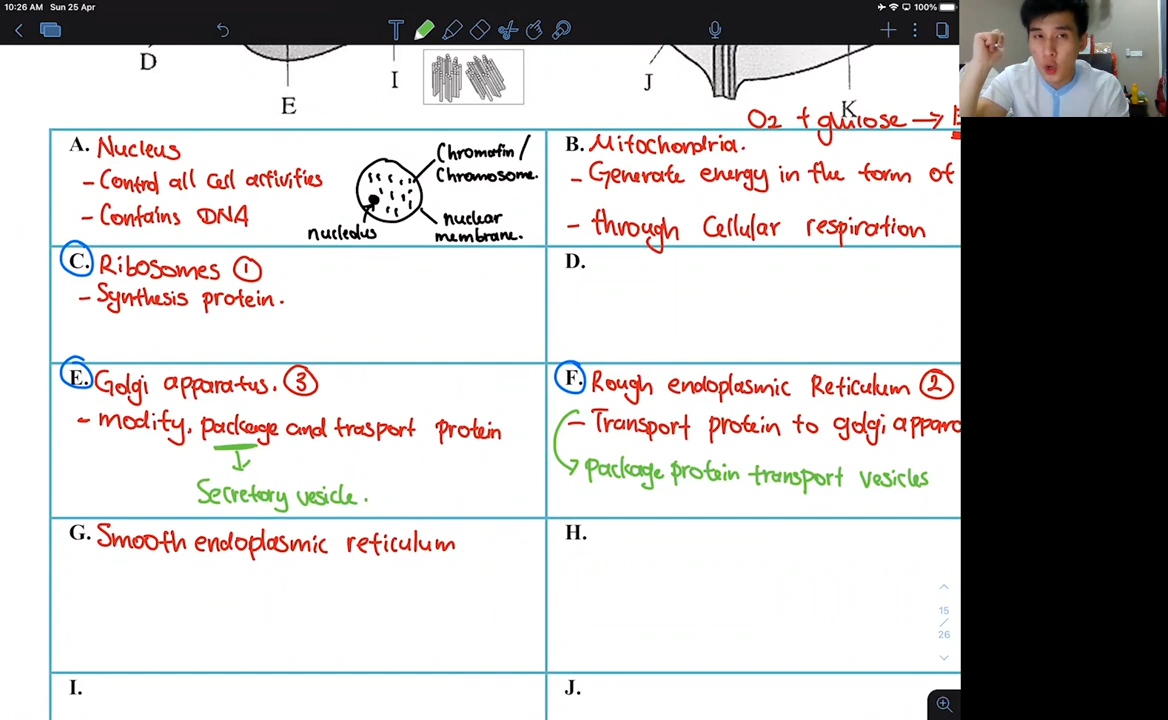 10:26 AM Sun 25 Apr
100%
D
E
I
J
K
O2 + glucose →
A. Nucleus
- Control all cell activities
- Contains DNA
Chromatin /
Chromosome.
nucleolus
nuclear
membrane.
B. Mitochondria.
- Generate energy in the form of
- through Cellular respiration
C. Ribosomes ①
- Synthesis protein.
D.
E. Golgi apparatus. ③
- modify, package and trasport protein
Secretory vesicle.
F. Rough endoplasmic Reticulum ②
- Transport protein to golgi appara
package protein transport vesicles
G. Smooth endoplasmic reticulum
H.
I.
J.
15
/
26